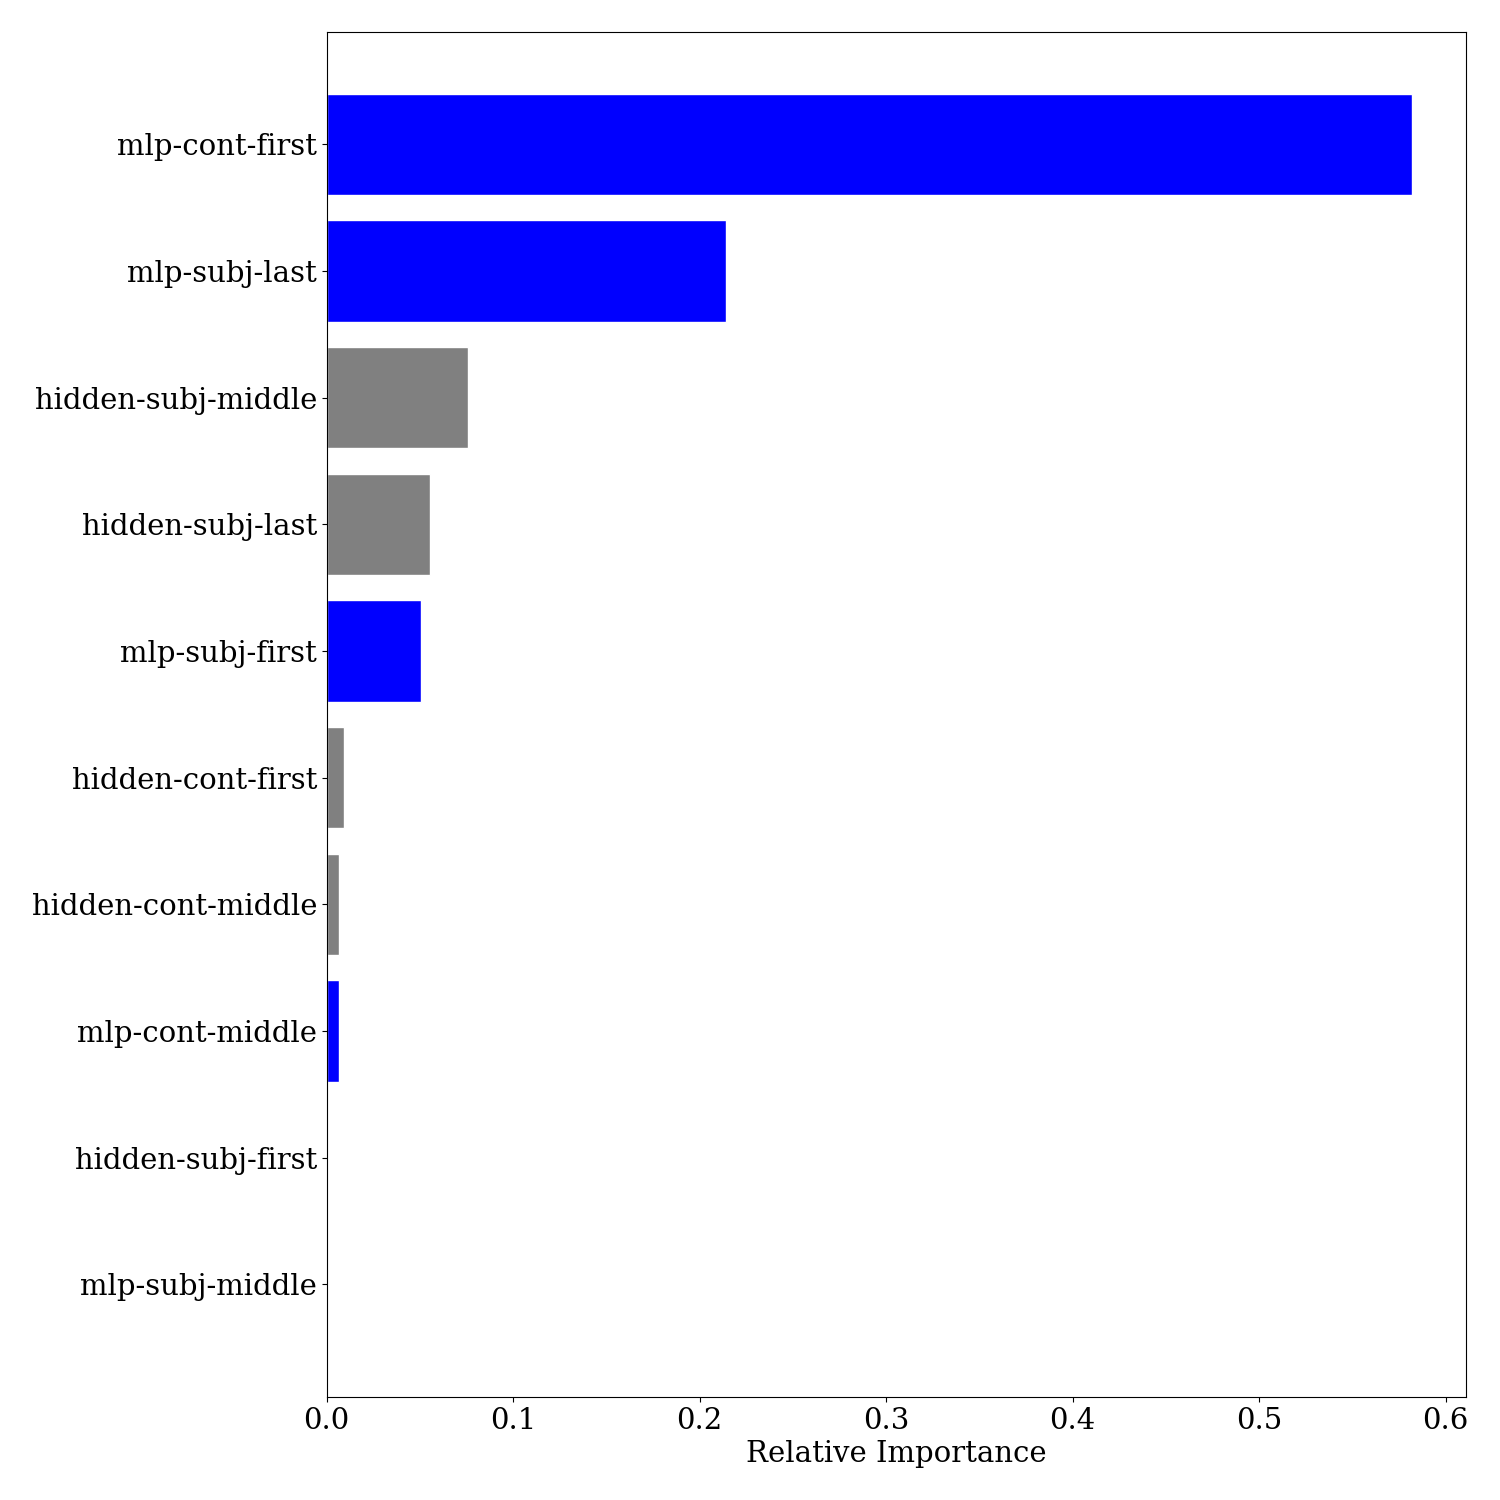 mlp-cont-first
mlp-subj-last
hidden-subj-middle
hidden-subj-last
mlp-subj-first
hidden-cont-first
hidden-cont-middle
mlp-cont-middle
hidden-subj-first
mlp-subj-middle
0.0 0.1 0.2 0.3 0.4 0.5 0.6
Relative Importance